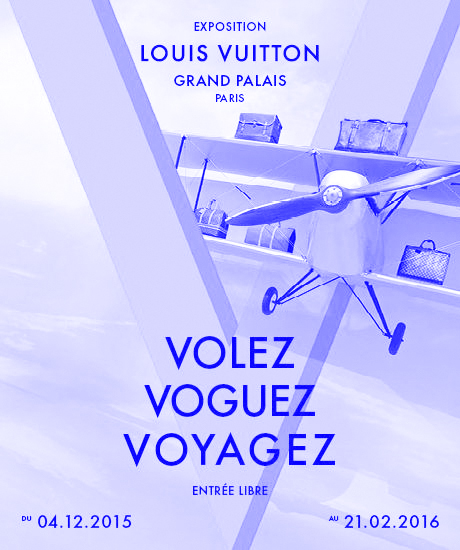 EXPOSITION
LOUIS VUITTON
GRAND PALAIS
PARIS
VOLEZ
VOGUEZ
VOYAGEZ
ENTRÉE LIBRE
DU 04.12.2015
AU 21.02.2016